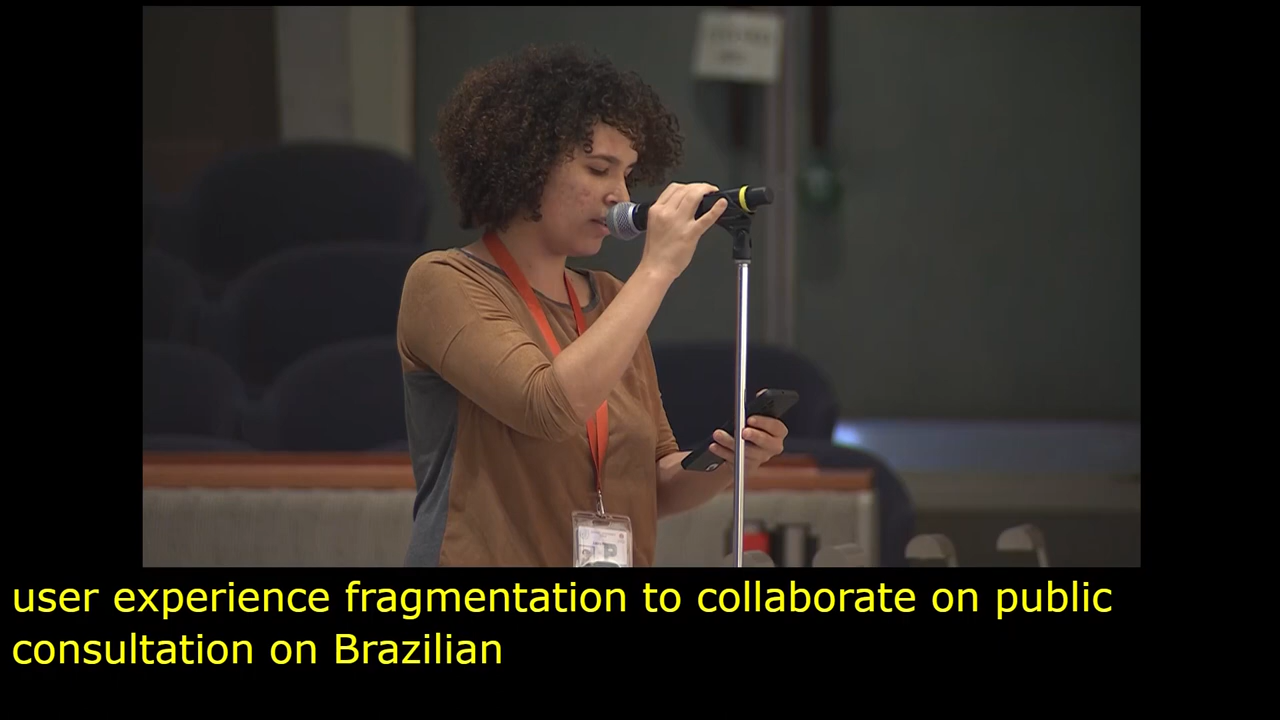 user experience fragmentation to collaborate on public
consultation on Brazilian